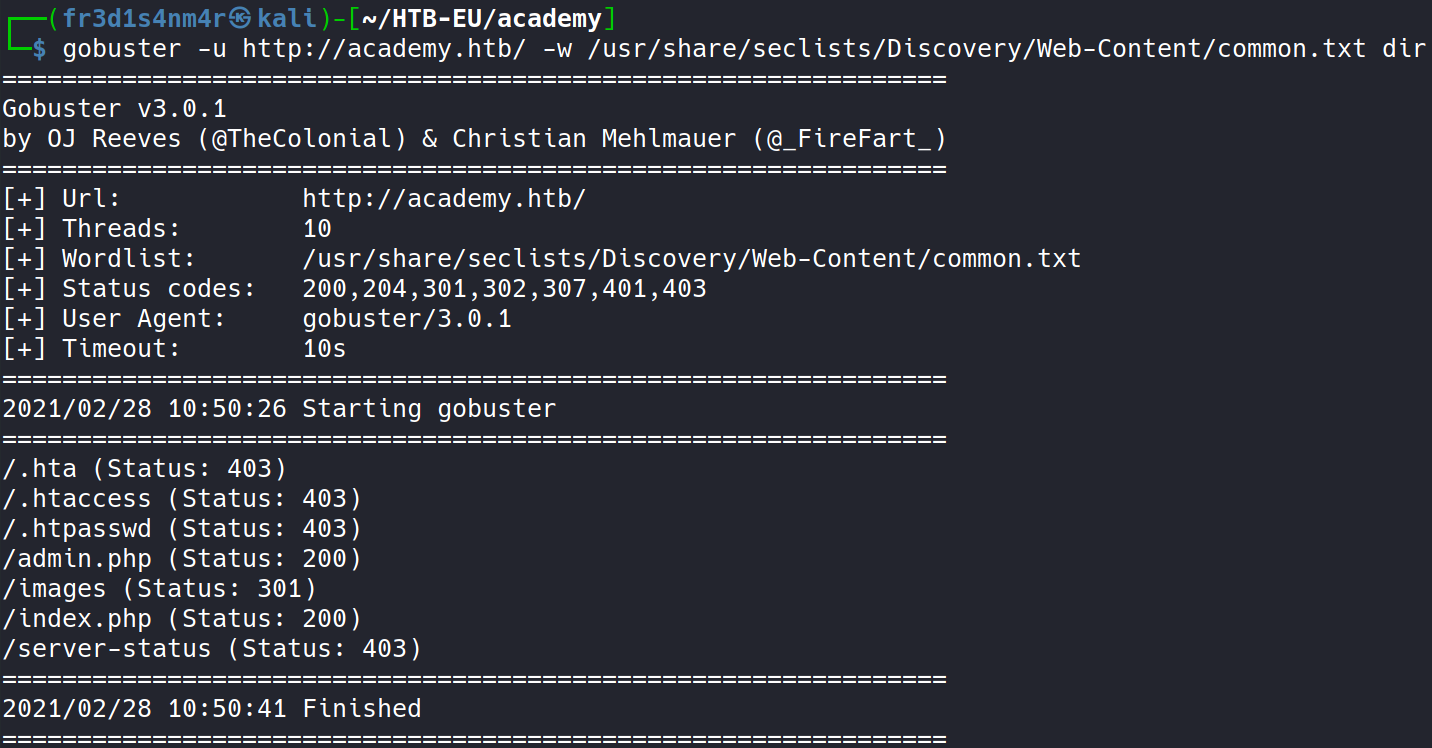 ┌──(fr3d1s4nm4r㉿kali)-[~/HTB-EU/academy]
└─$ gobuster -u http://academy.htb/ -w /usr/share/seclists/Discovery/Web-Content/common.txt dir
===============================================================
Gobuster v3.0.1
by OJ Reeves (@TheColonial) & Christian Mehlmauer (@_FireFart_)
===============================================================
[+] Url:            http://academy.htb/
[+] Threads:        10
[+] Wordlist:       /usr/share/seclists/Discovery/Web-Content/common.txt
[+] Status codes:   200,204,301,302,307,401,403
[+] User Agent:     gobuster/3.0.1
[+] Timeout:        10s
===============================================================
2021/02/28 10:50:26 Starting gobuster
===============================================================
/.hta (Status: 403)
/.htaccess (Status: 403)
/.htpasswd (Status: 403)
/admin.php (Status: 200)
/images (Status: 301)
/index.php (Status: 200)
/server-status (Status: 403)
===============================================================
2021/02/28 10:50:41 Finished
===============================================================